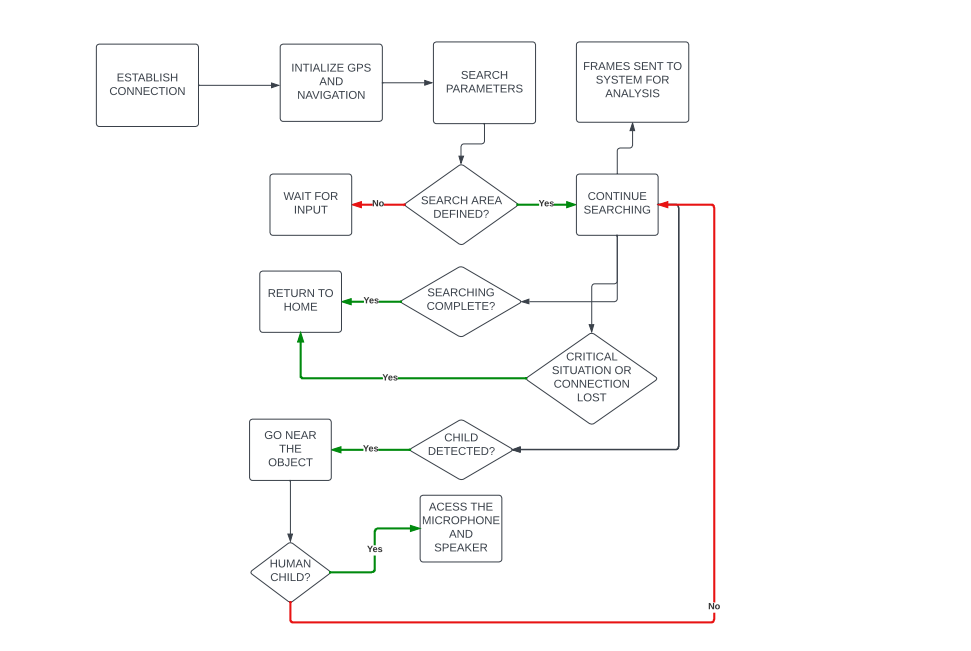 ESTABLISH
CONNECTION
INTIALIZE GPS
AND
NAVIGATION
SEARCH
PARAMETERS
FRAMES SENT TO
SYSTEM FOR
ANALYSIS
WAIT FOR
INPUT
No
SEARCH AREA
DEFINED?
Yes
CONTINUE
SEARCHING
RETURN TO
HOME
Yes
SEARCHING
COMPLETE?
CRITICAL
SITUATION OR
CONNECTION
LOST
Yes
GO NEAR
THE
OBJECT
Yes
CHILD
DETECTED?
ACESS THE
MICROPHONE
AND
SPEAKER
Yes
HUMAN
CHILD?
No